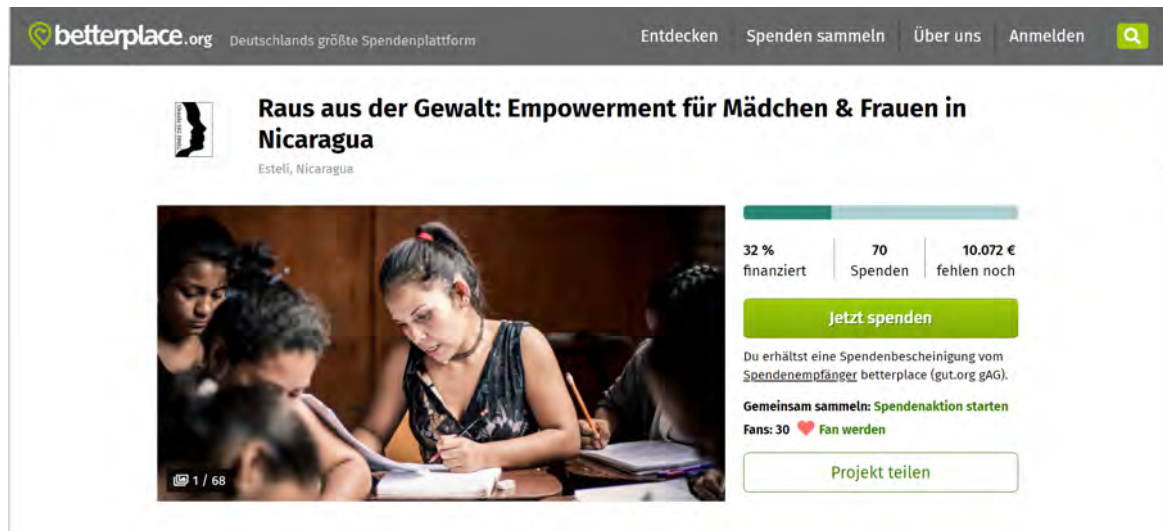 betterplace.org Deutschlands größte Spendenplattform Entdecken Spenden sammeln Über uns Anmelden
Raus aus der Gewalt: Empowerment für Mädchen & Frauen in
Nicaragua
Esteli, Nicaragua
32 % 70 10.072 €
finanziert Spenden fehlen noch
Jetzt spenden
Du erhältst eine Spendenbescheinigung vom
Spendenempfänger betterplace (gut.org gAG).
Gemeinsam sammeln: Spendenaktion starten
Fans: 30 Fan werden
Projekt teilen
1 / 68